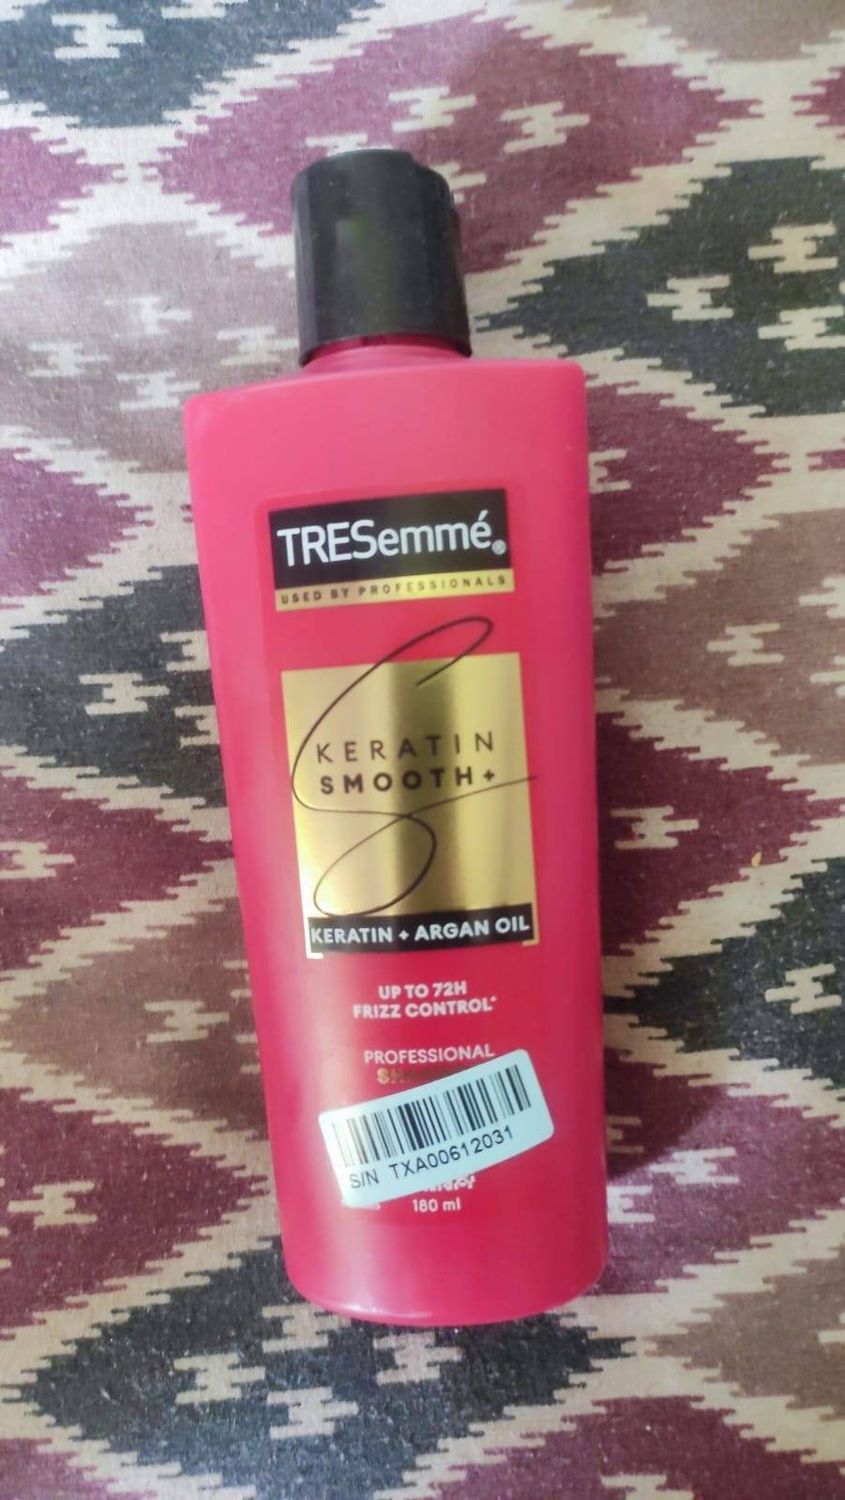 TRESemmé®
USED BY PROFESSIONALS
KERATIN
SMOOTH+
KERATIN + ARGAN OIL
UP TO 72H
FRIZZ CONTROL^
PROFESSIONAL
SIN TXA00612031
180 ml